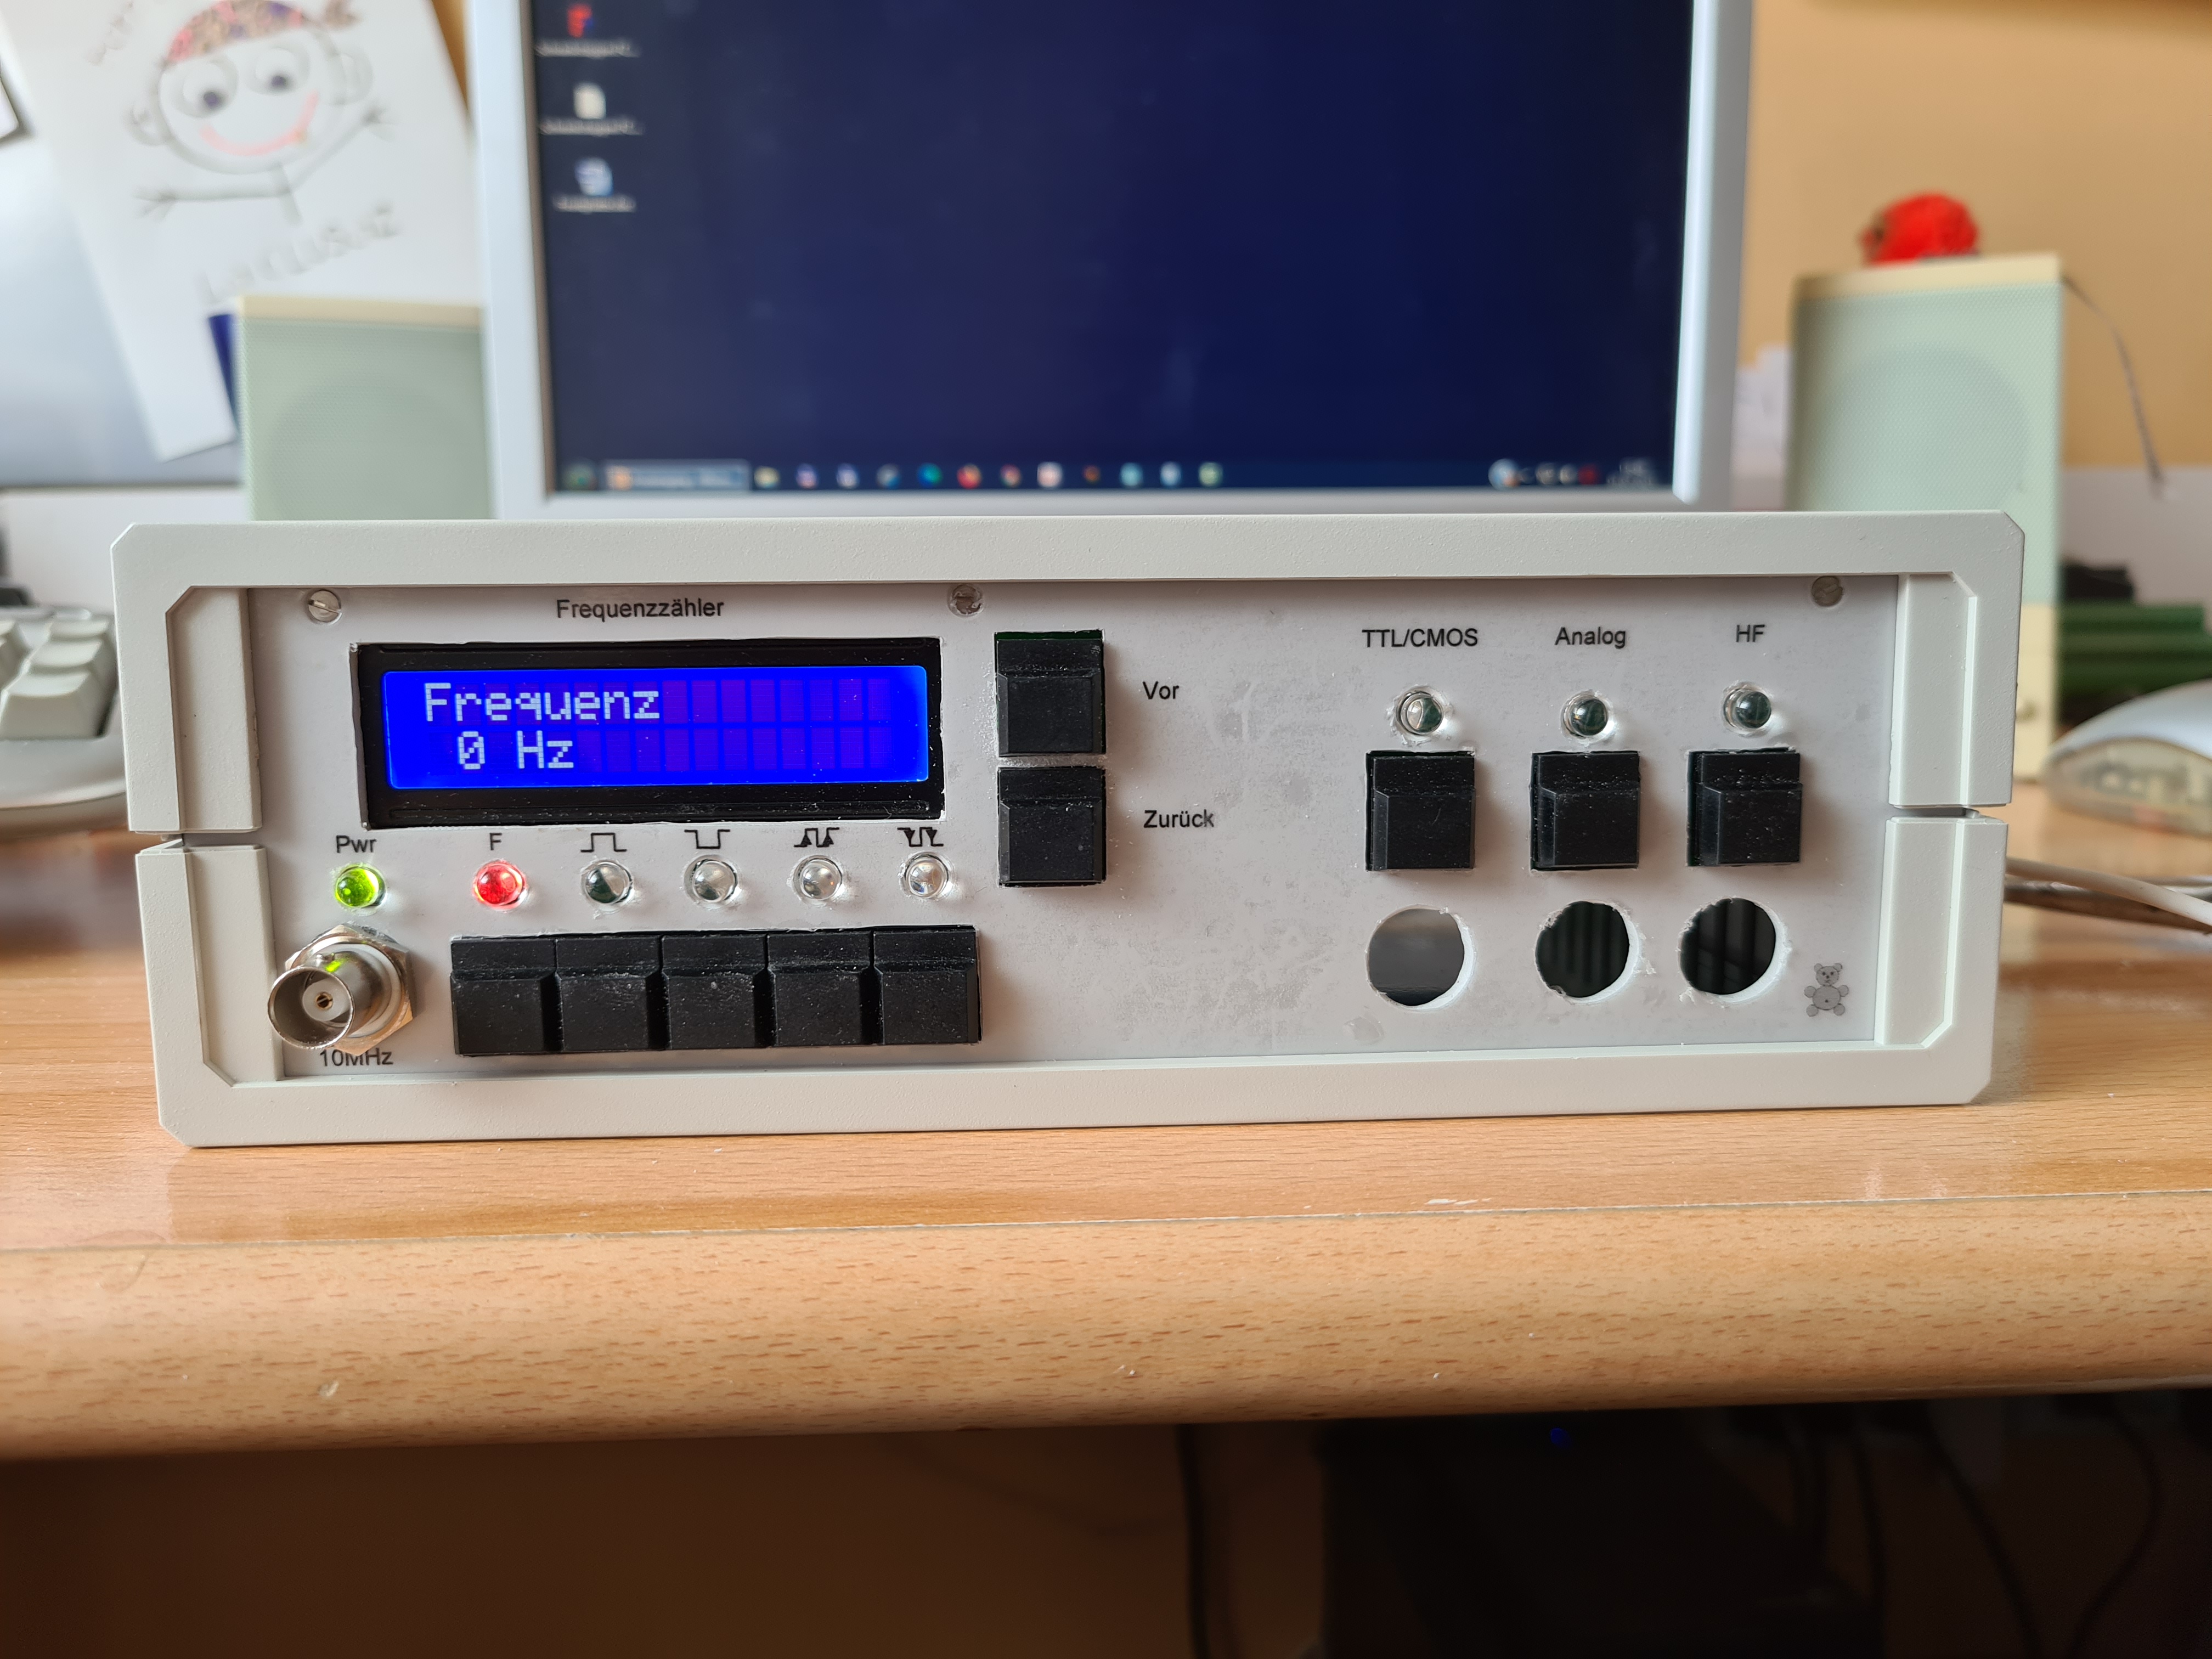 Frequenzzähler
Frequenz
0 Hz
Vor
Zurück
TTL/CMOS
Analog
HF
Pwr
F
10MHz